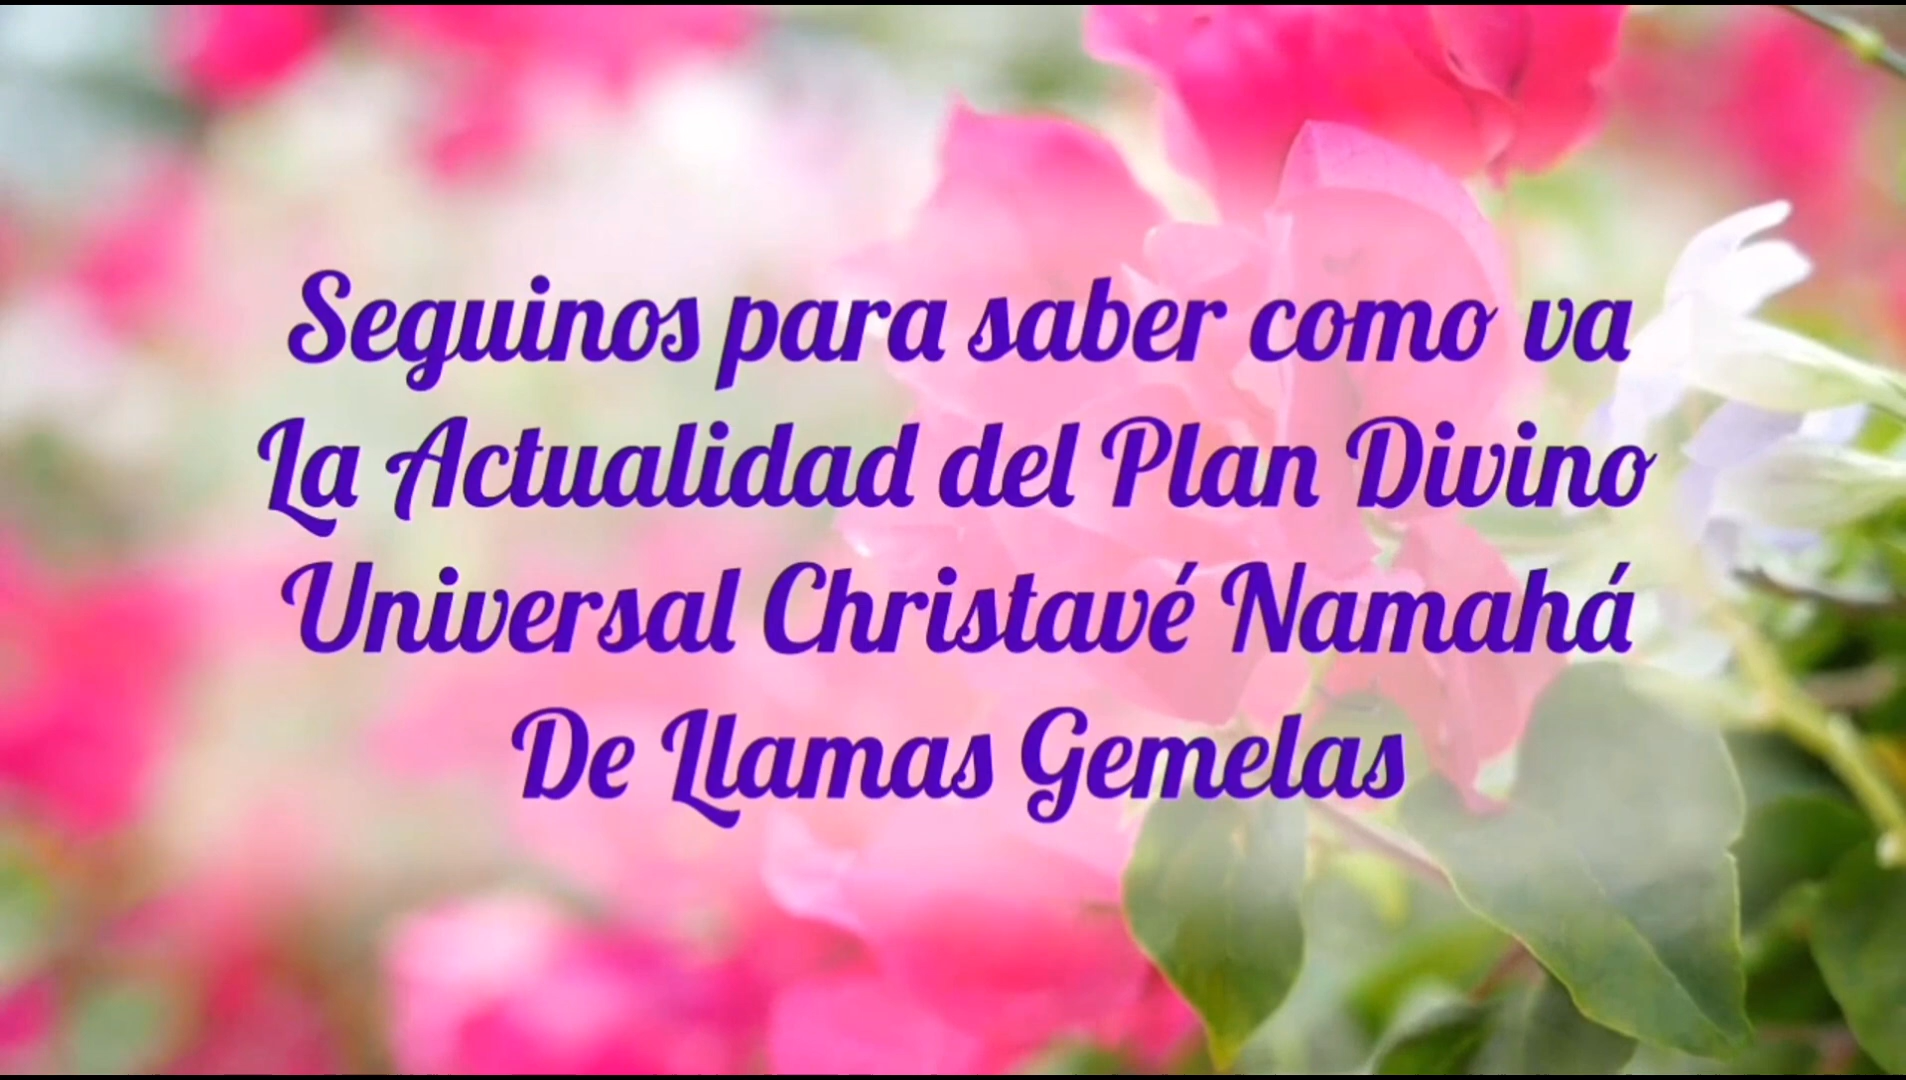 Seguinos para saber como va
La Actualidad del Plan Divino
Universal Christavé Namahá
De Llamas Gemelas